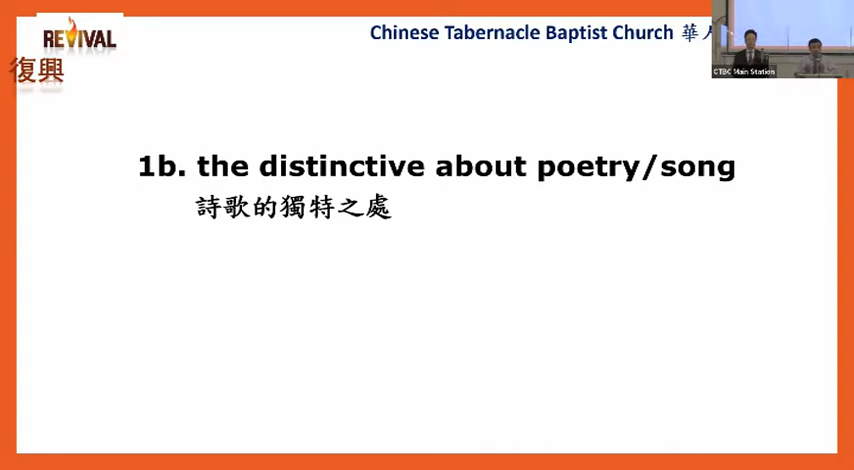 REVIVAL
復興
Chinese Tabernacle Baptist Church 華人
CTBC Main Station
1b. the distinctive about poetry/song
詩歌的獨特之處